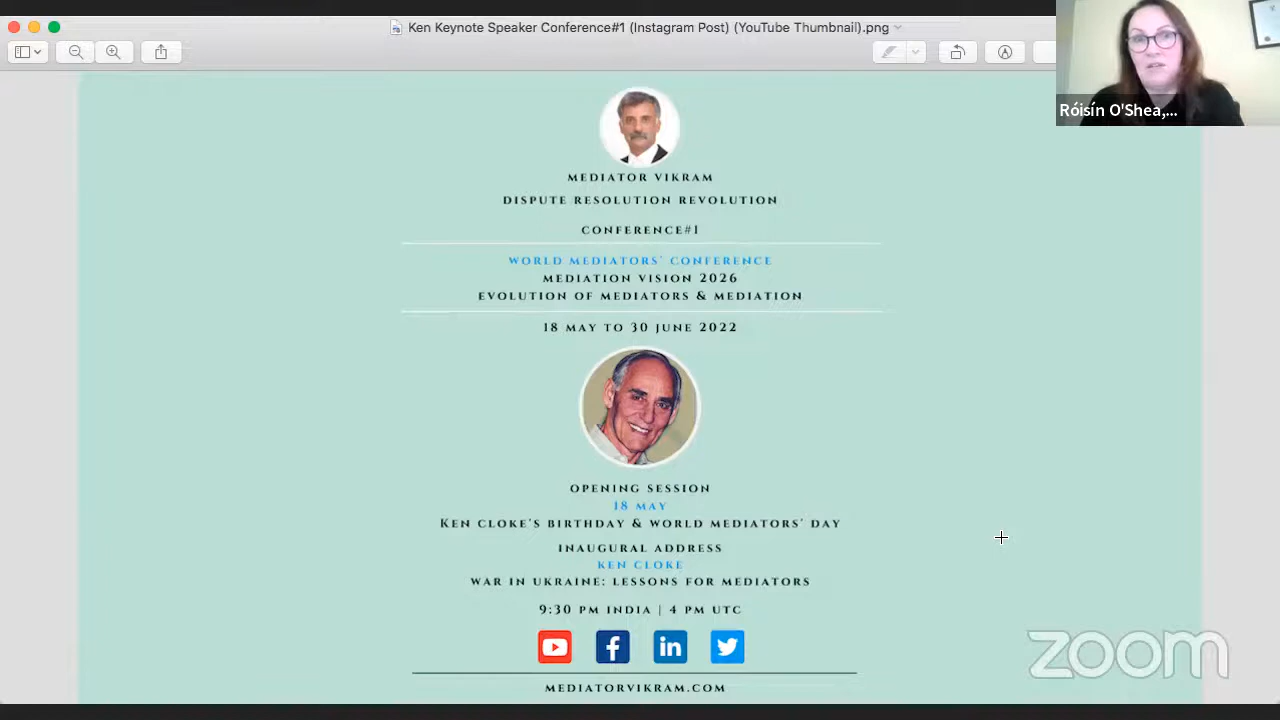 Ken Keynote Speaker Conference#1 (Instagram Post) (YouTube Thumbnail).png
Róisín O'Shea,...
MEDIATOR VIKRAM
DISPUTE RESOLUTION REVOLUTION
CONFERENCE#1
WORLD MEDIATORS' CONFERENCE
MEDIATION VISION 2026
EVOLUTION OF MEDIATORS & MEDIATION
18 MAY TO 30 JUNE 2022
OPENING SESSION
18 MAY
KEN CLOKE'S BIRTHDAY & WORLD MEDIATORS' DAY
INAUGURAL ADDRESS
KEN CLOKE
WAR IN UKRAINE: LESSONS FOR MEDIATORS
9:30 PM INDIA | 4 PM UTC
f
in
zoom
MEDIATORVIKRAM.COM